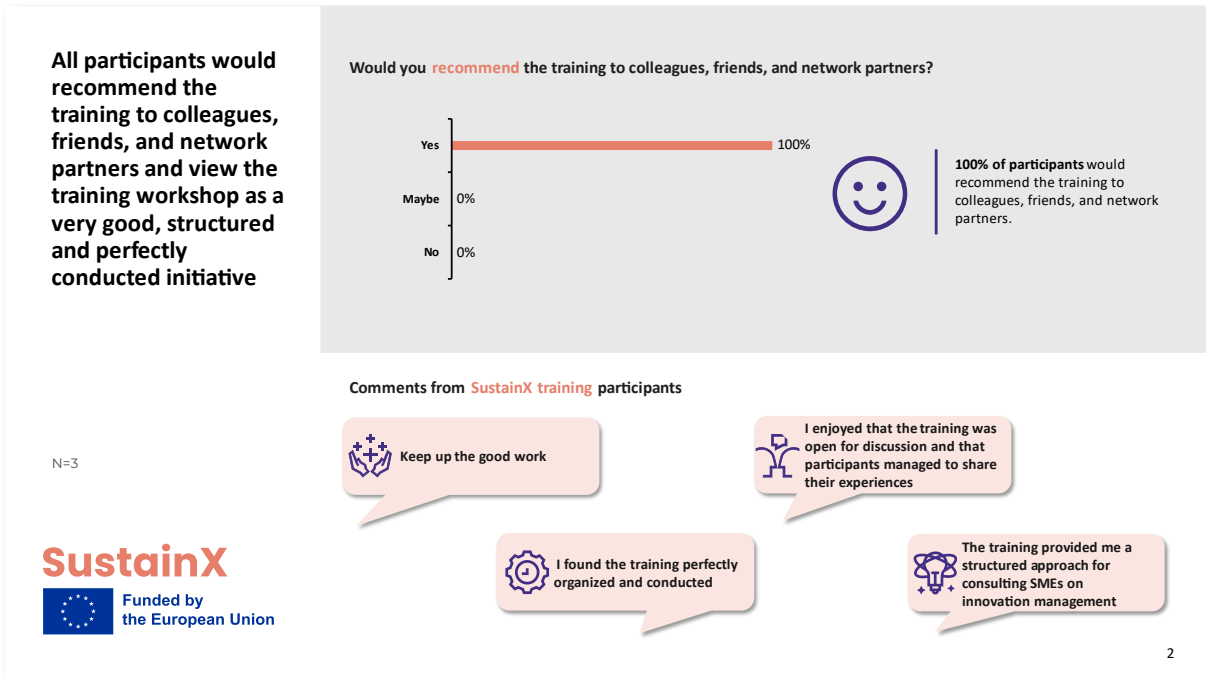 All participants would
recommend the
training to colleagues,
friends, and network
partners and view the
training workshop as a
very good, structured
and perfectly
conducted initiative
N=3
SustainX
Funded by
the European Union
Would you recommend the training to colleagues, friends, and network partners?
Yes 100%
Maybe 0%
No 0%
100% of participants would
recommend the training to
colleagues, friends, and network
partners.
Comments from SustainX training participants
Keep up the good work
I enjoyed that the training was
open for discussion and that
participants managed to share
their experiences
I found the training perfectly
organized and conducted
The training provided me a
structured approach for
consulting SMEs on
innovation management
2